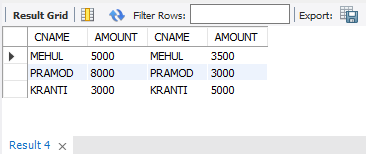 Result Grid Filter Rows: Export:
CNAME AMOUNT CNAME AMOUNT
MEHUL 5000 MEHUL 3500
PRAMOD 8000 PRAMOD 3000
KRANTI 3000 KRANTI 5000
Result 4 ×